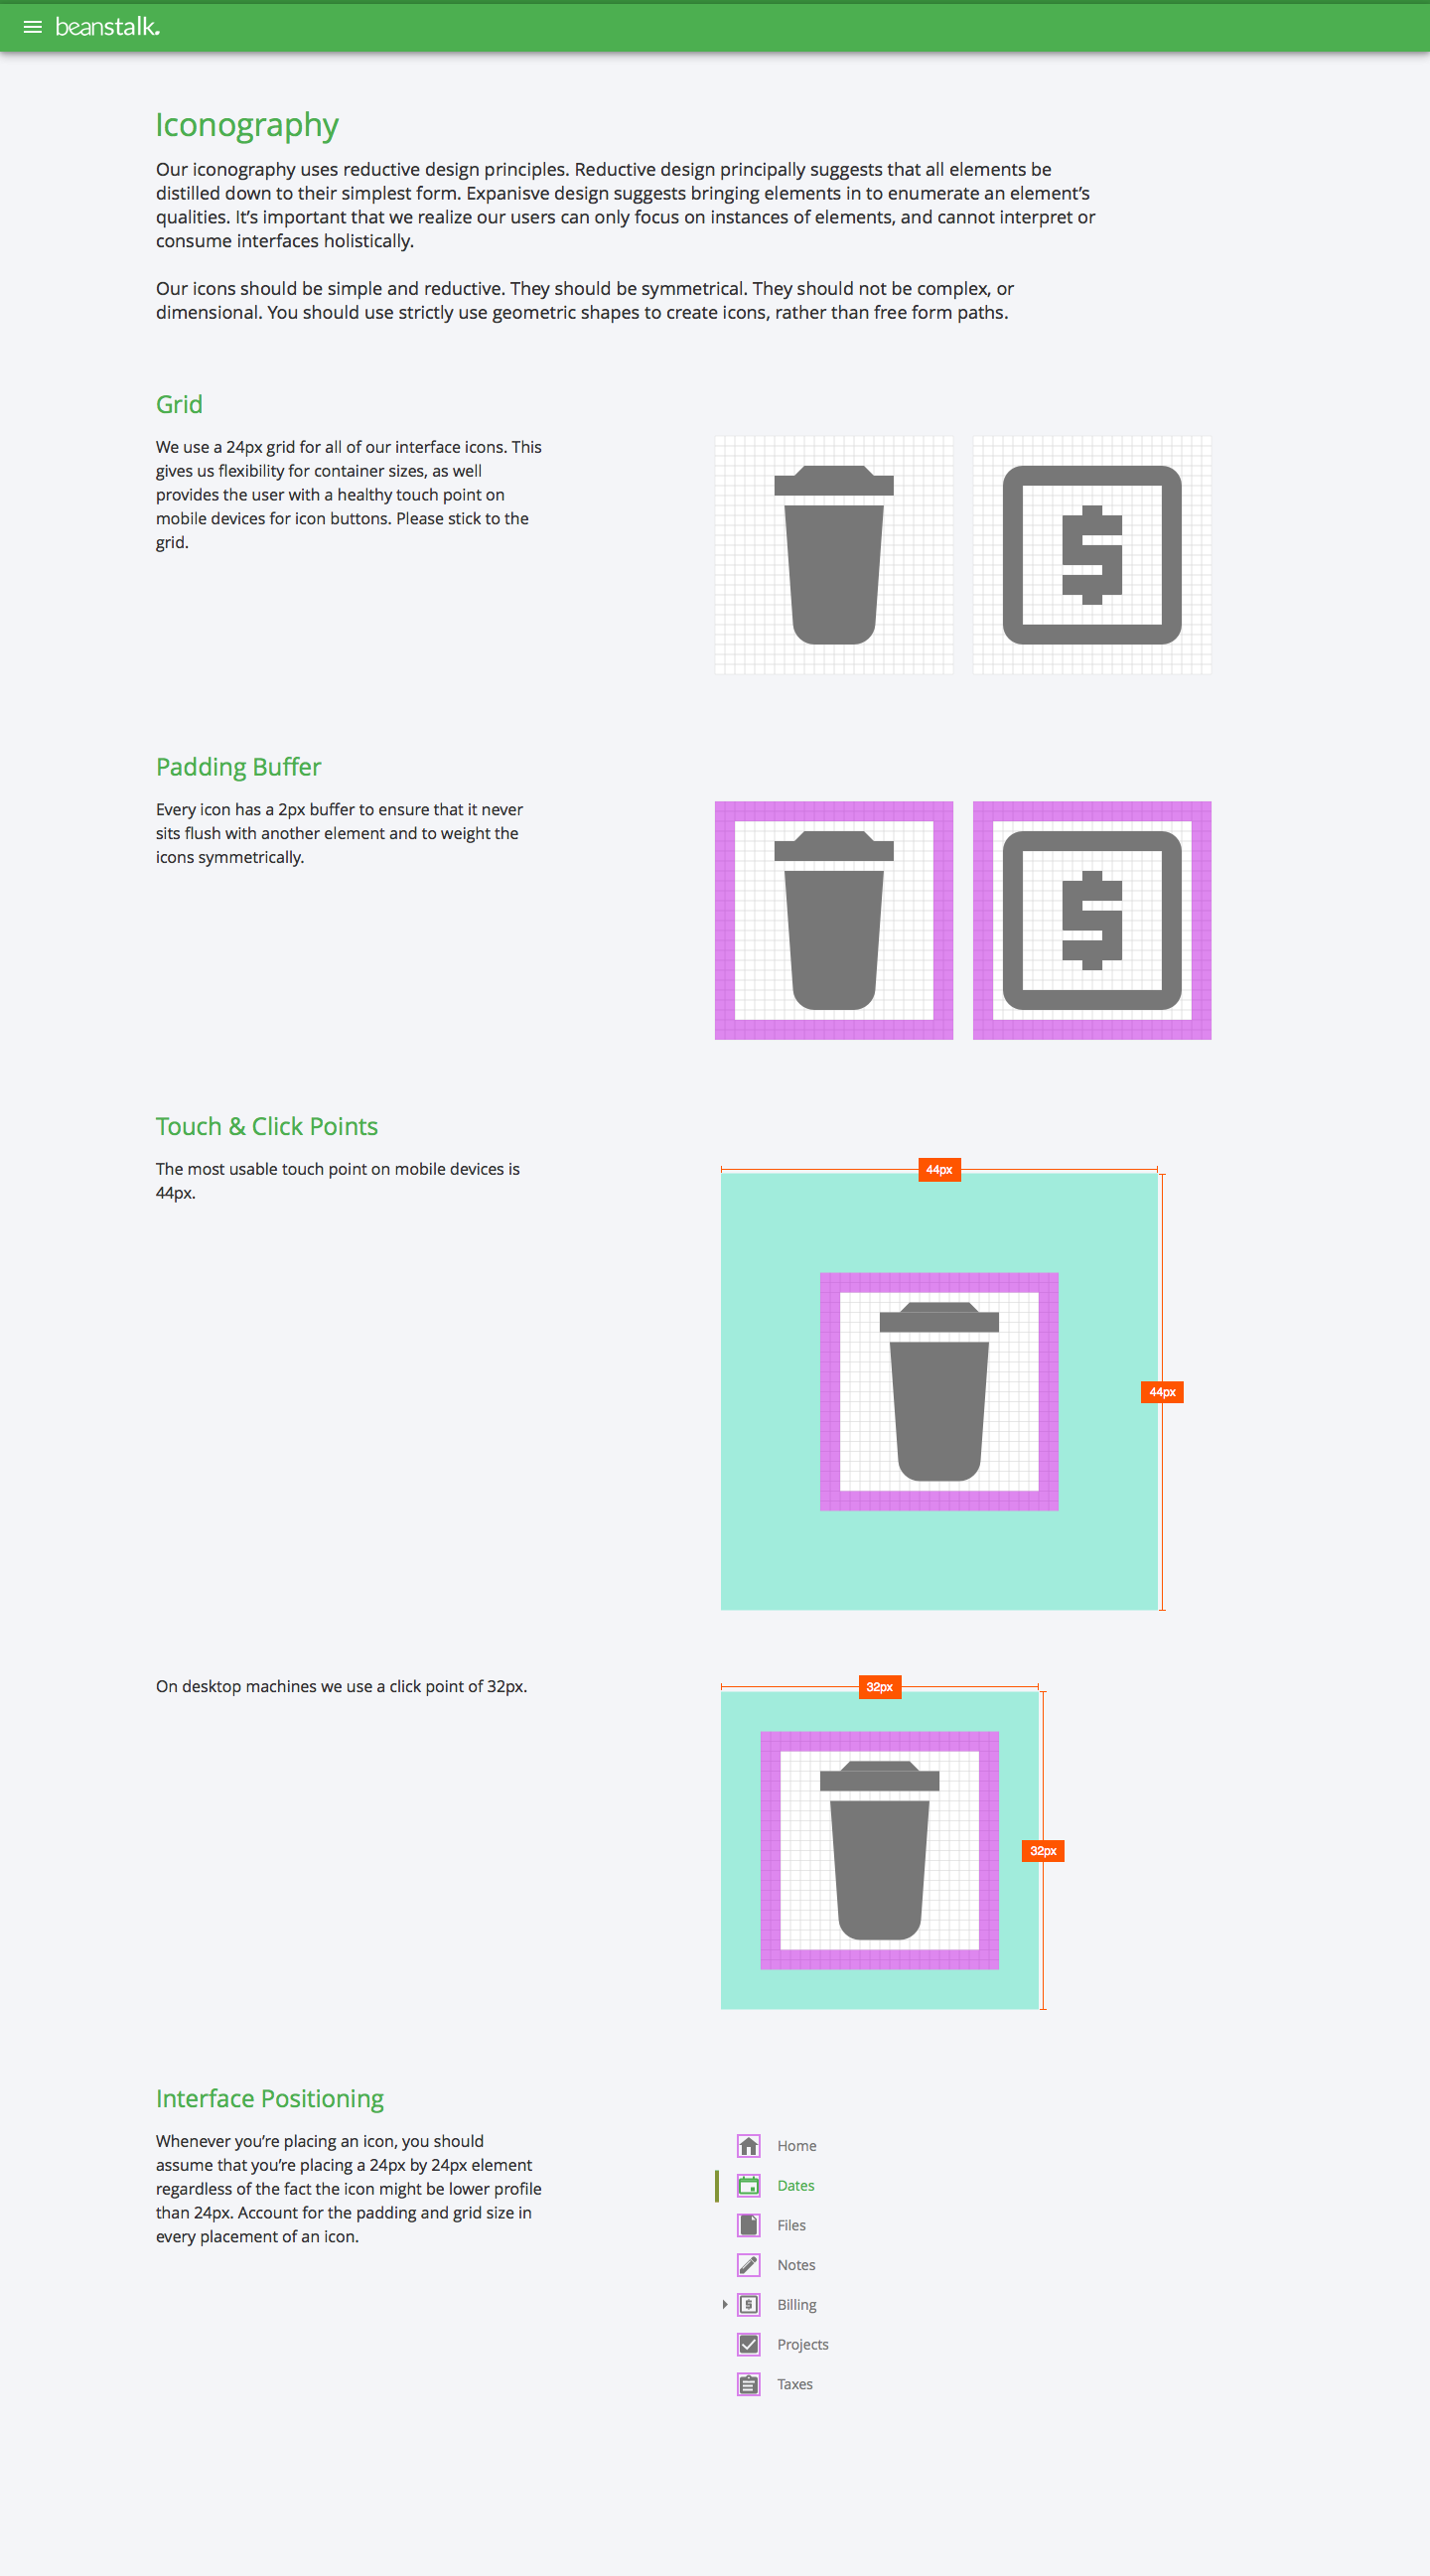 beanstalk.
Iconography
Our iconography uses reductive design principles. Reductive design principally suggests that all elements be
distilled down to their simplest form. Expanisve design suggests bringing elements in to enumerate an element’s
qualities. It’s important that we realize our users can only focus on instances of elements, and cannot interpret or
consume interfaces holistically.
Our icons should be simple and reductive. They should be symmetrical. They should not be complex, or
dimensional. You should use strictly use geometric shapes to create icons, rather than free form paths.
Grid
We use a 24px grid for all of our interface icons. This
gives us flexibility for container sizes, as well
provides the user with a healthy touch point on
mobile devices for icon buttons. Please stick to the
grid.
$
Padding Buffer
Every icon has a 2px buffer to ensure that it never
sits flush with another element and to weight the
icons symmetrically.
$
Touch & Click Points
The most usable touch point on mobile devices is
44px.
44px
44px
On desktop machines we use a click point of 32px.
32px
32px
Interface Positioning
Whenever you’re placing an icon, you should
assume that you’re placing a 24px by 24px element
regardless of the fact the icon might be lower profile
than 24px. Account for the padding and grid size in
every placement of an icon.
Home
Dates
Files
Notes
$ Billing
Projects
Taxes